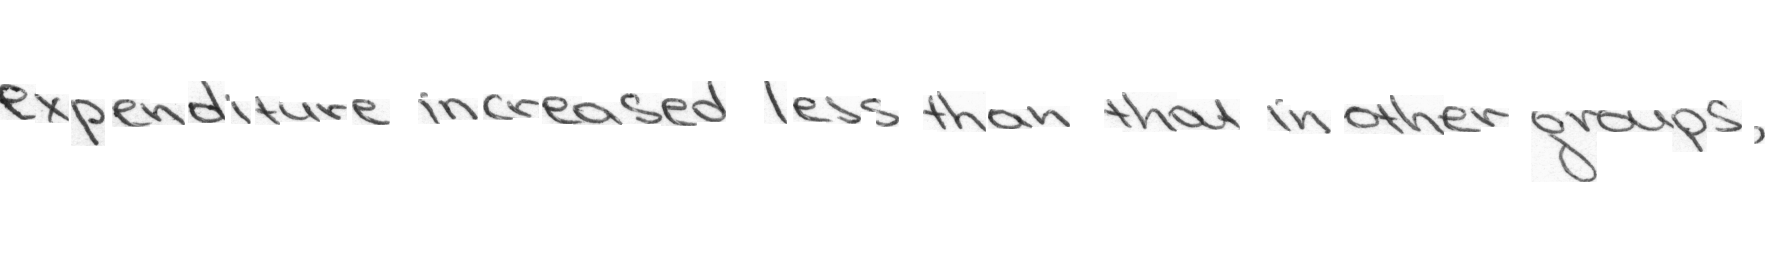 expenditure increased less than that in other groups,